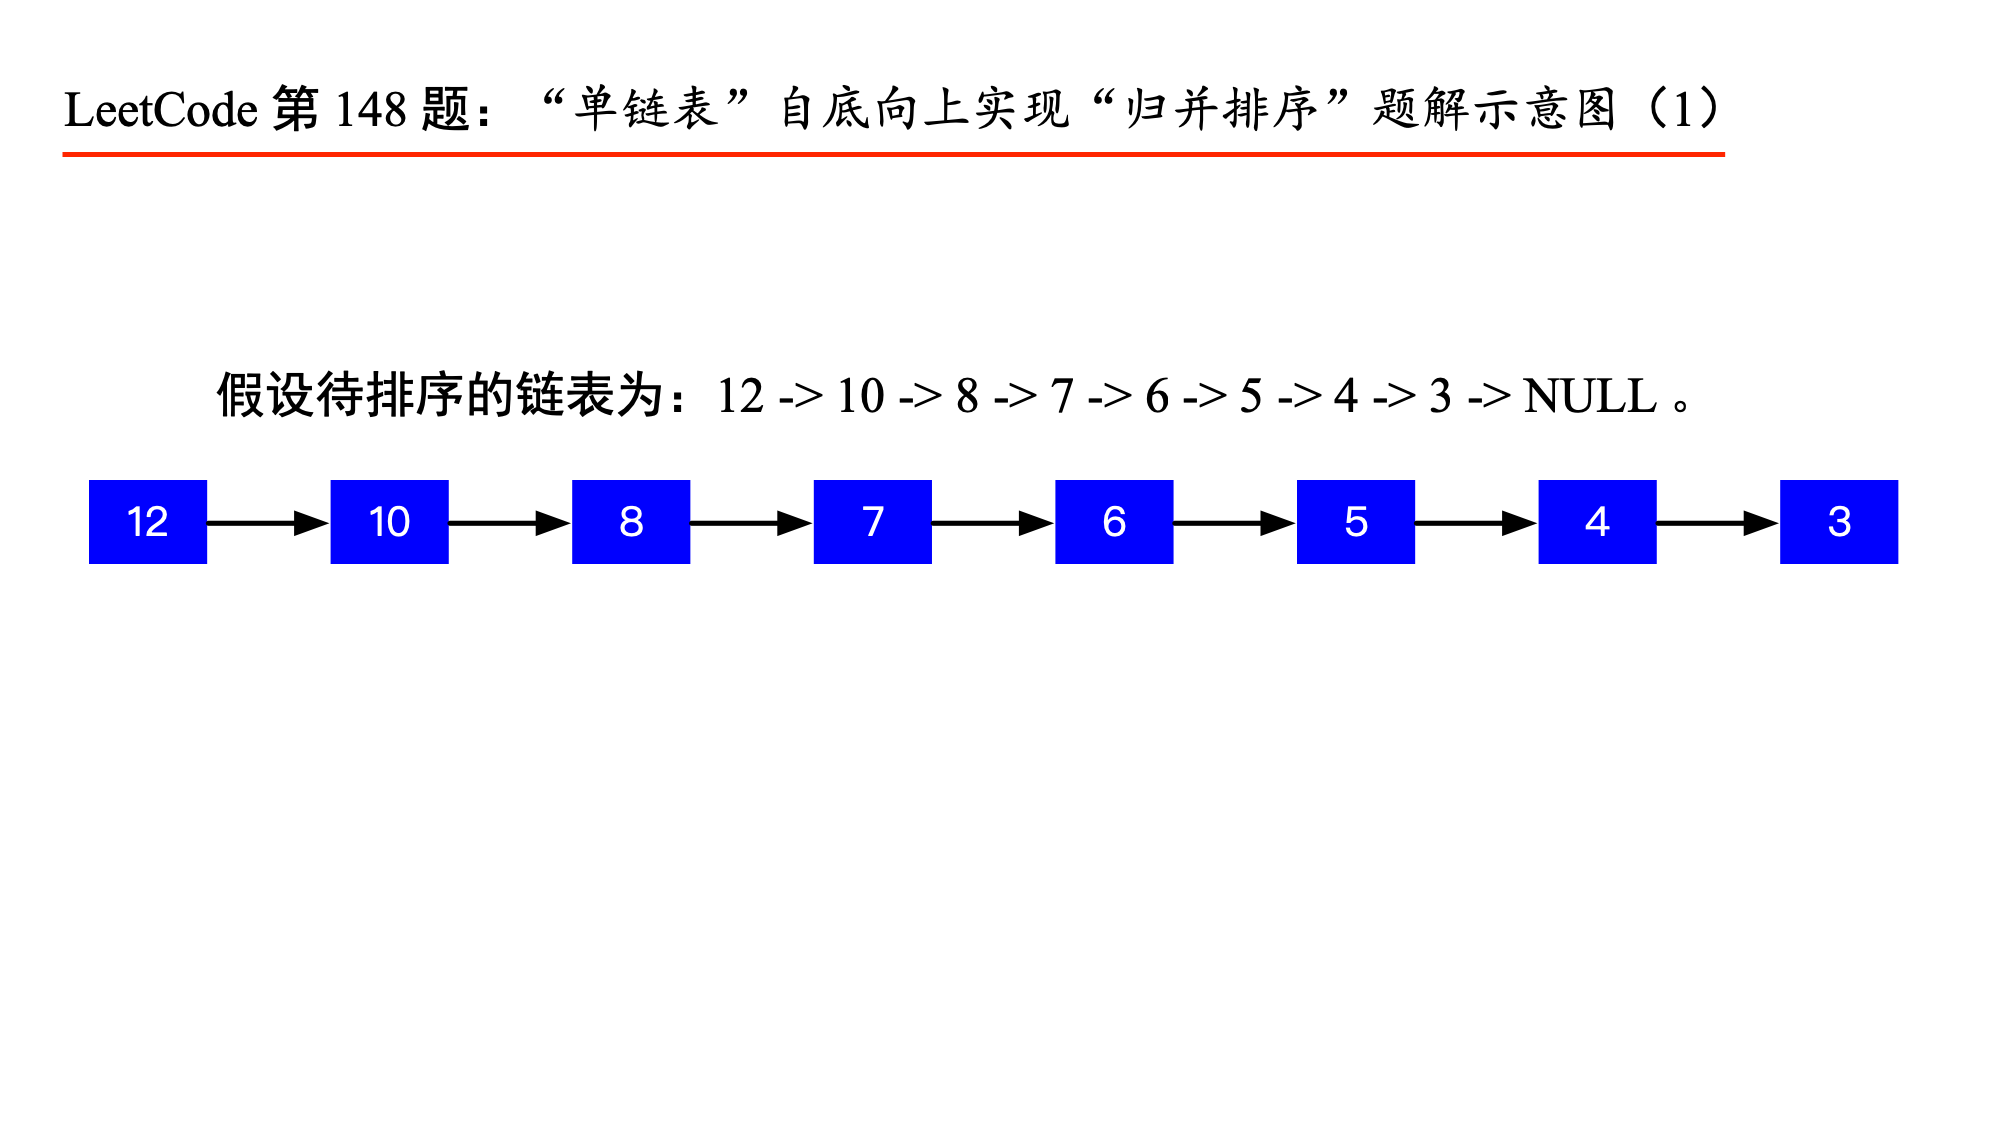 LeetCode 第 148 题：“单链表”自底向上实现“归并排序”题解示意图（1）
假设待排序的链表为：12 -> 10 -> 8 -> 7 -> 6 -> 5 -> 4 -> 3 -> NULL 。
12 10 8 7 6 5 4 3